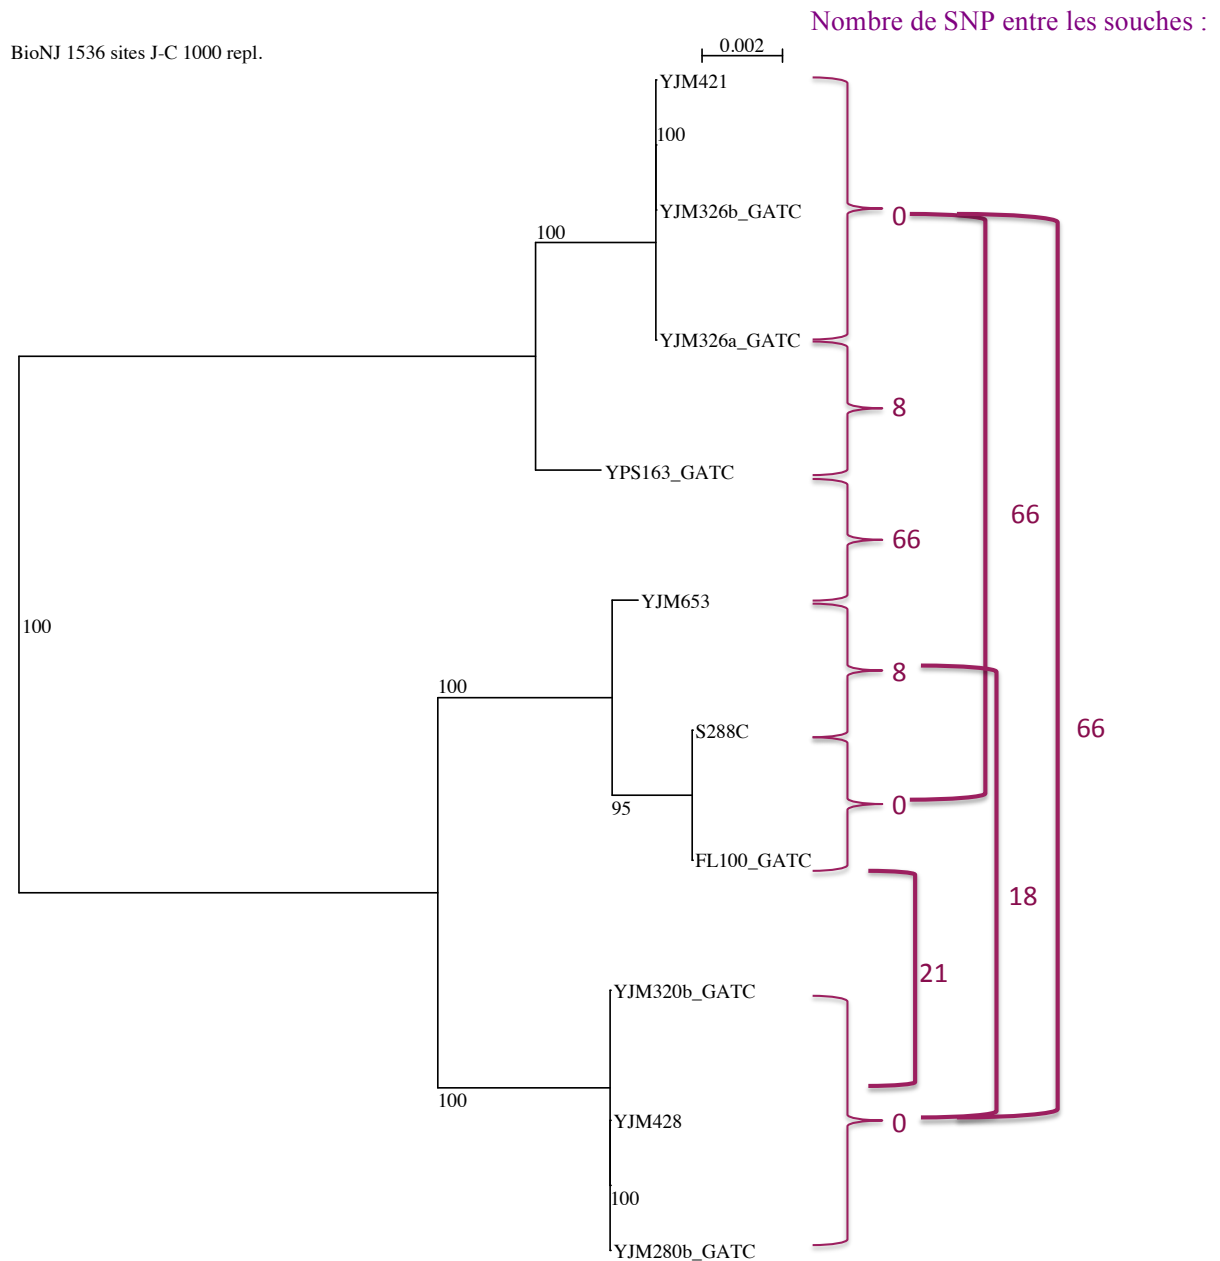 Nombre de SNP entre les souches :
BioNJ 1536 sites J-C 1000 repl.
0.002
YJM421
100
YJM326b_GATC
0
100
YJM326a_GATC
8
YPS163_GATC
66
66
YJM653
100
8
100
S288C
66
0
95
FL100_GATC
18
21
YJM320b_GATC
100
YJM428
0
100
YJM280b_GATC